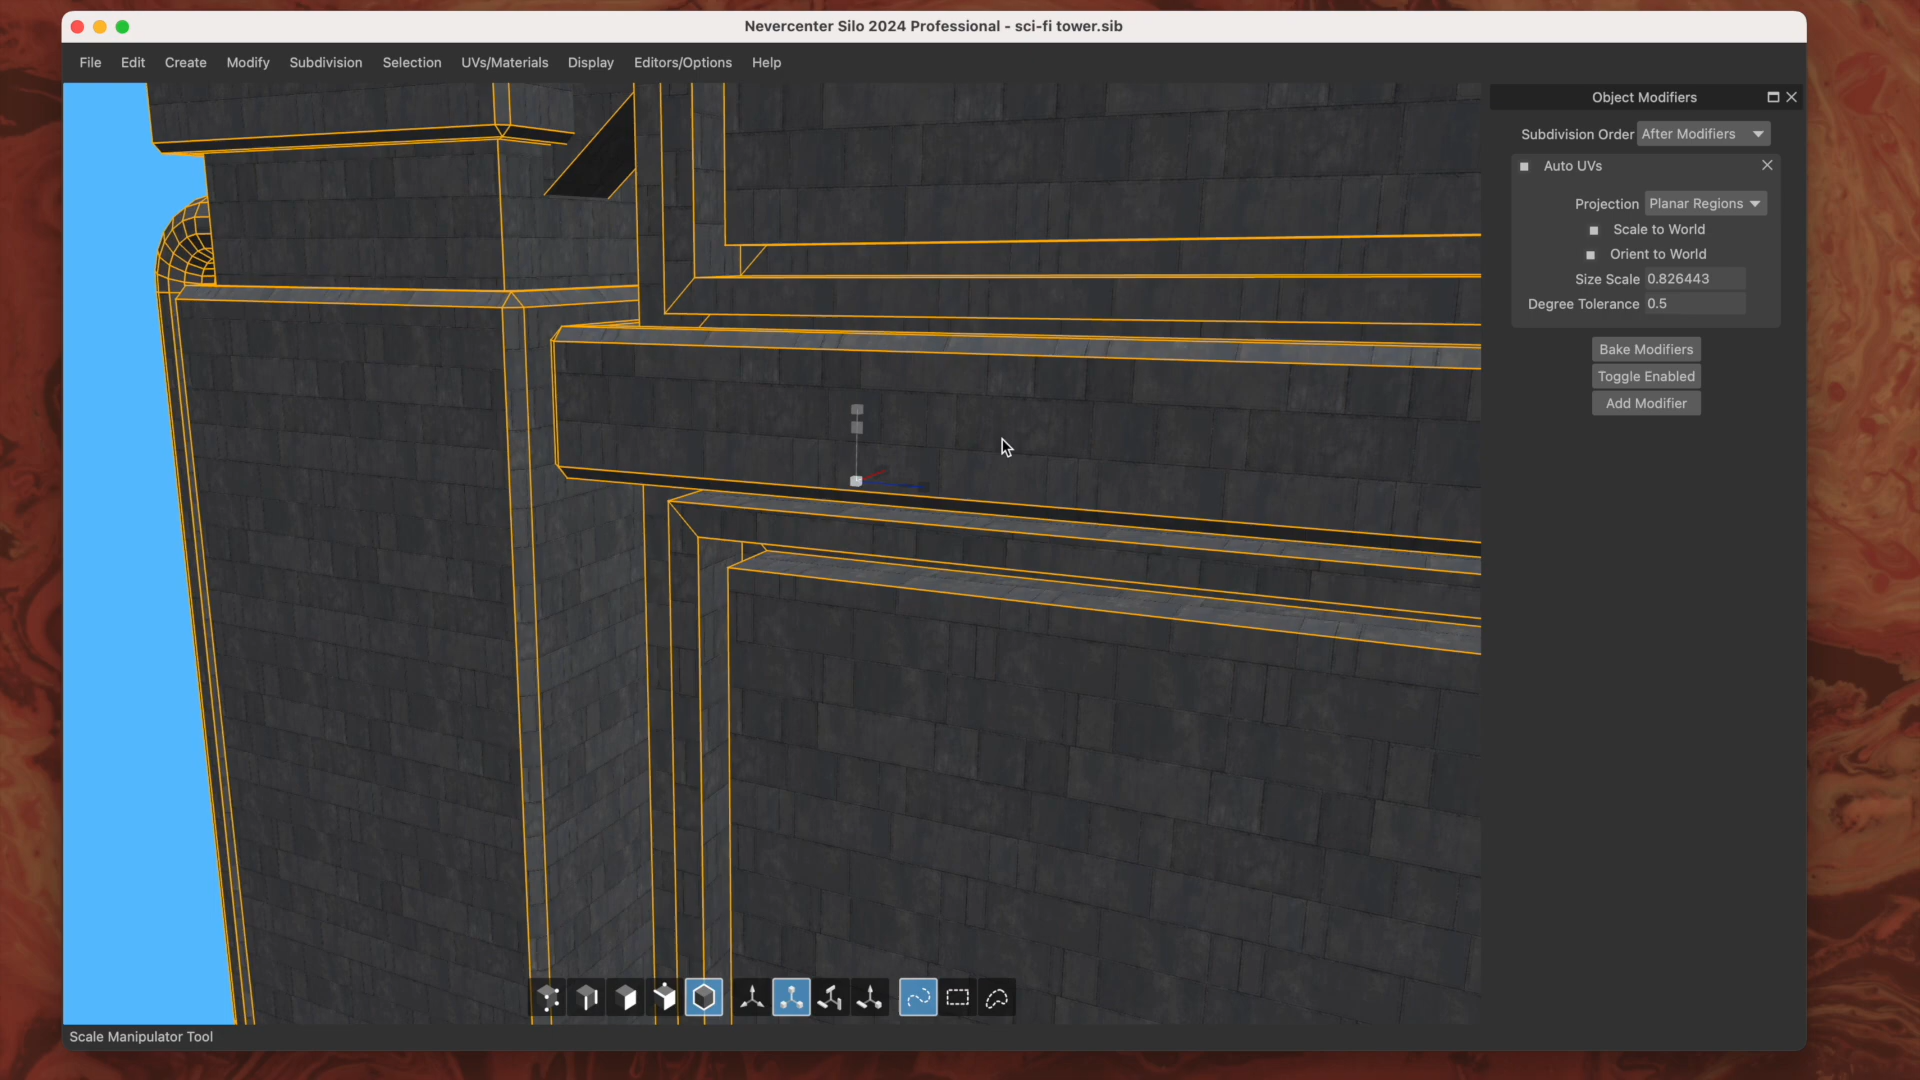 Nevercenter Silo 2024 Professional - sci-fi tower.sib
File Edit Create Modify Subdivision Selection UVs/Materials Display Editors/Options Help
Object Modifiers
Subdivision Order After Modifiers
Auto UVs
Projection Planar Regions
Scale to World
Orient to World
Size Scale 0.826443
Degree Tolerance 0.5
Bake Modifiers
Toggle Enabled
Add Modifier
Scale Manipulator Tool